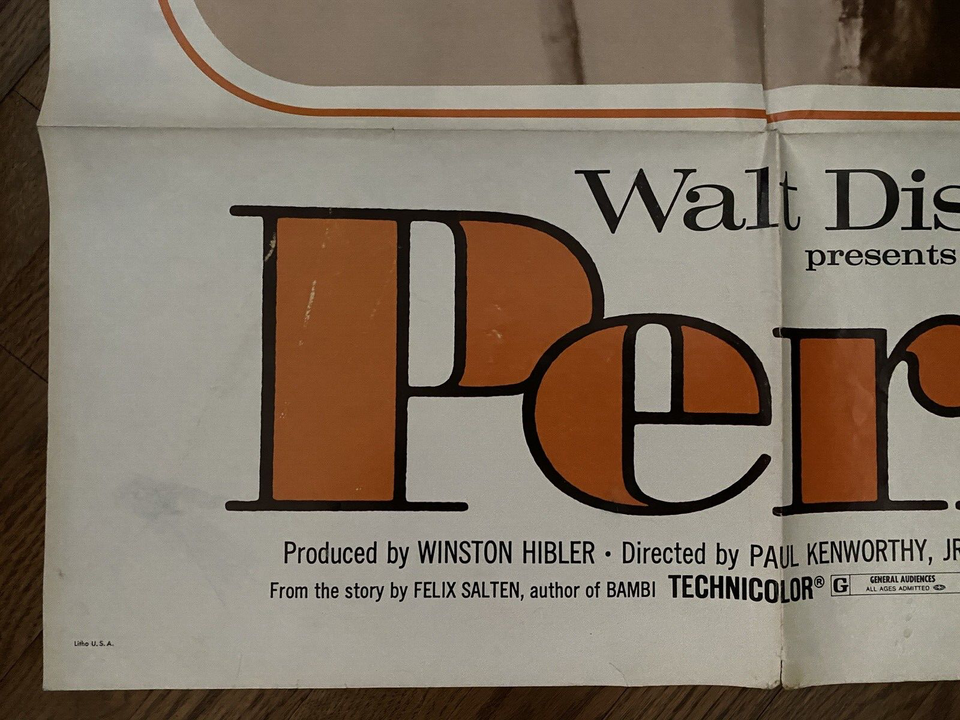 Walt Dis
presents
Per
Produced by WINSTON HIBLER • Directed by PAUL KENWORTHY, JR
From the story by FELIX SALTEN, author of BAMBI TECHNICOLOR® G GENERAL AUDIENCES
ALL AGES ADMITTED
Litho U.S.A.